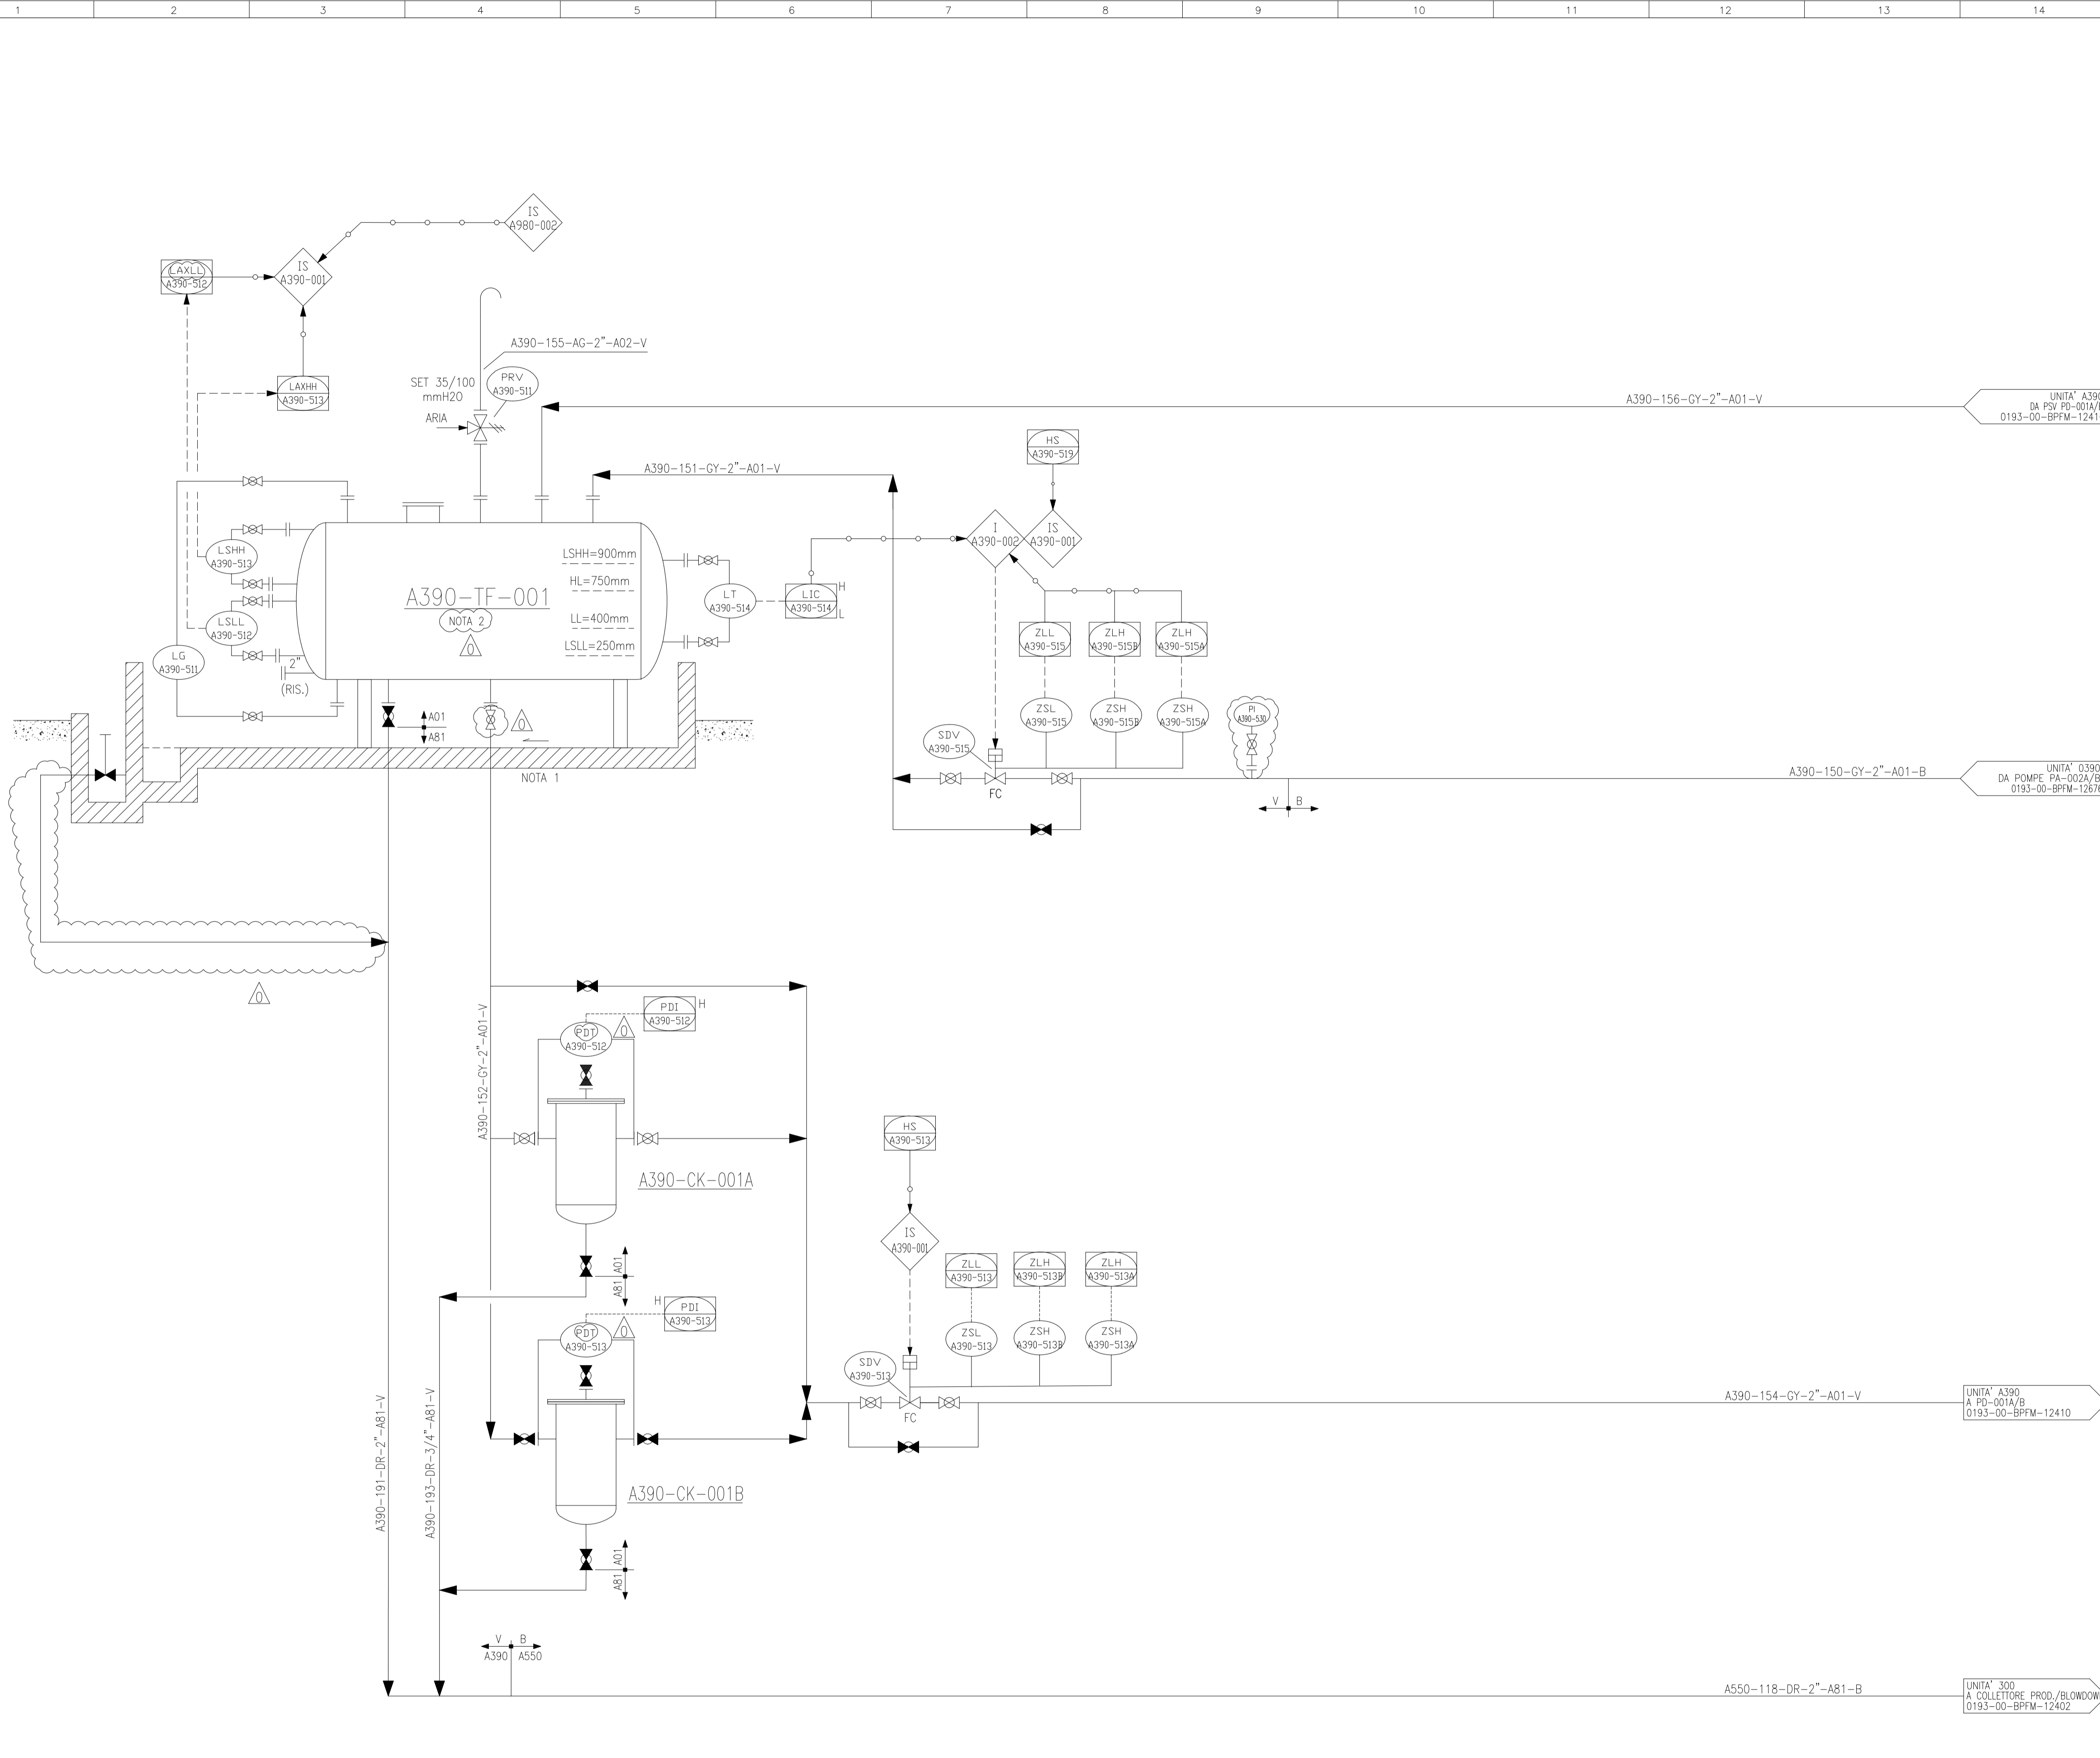 1 2 3 4 5 6 7 8 9 10 11 12 13 14
IS
A980-002
LAXLL
A390-512
IS
A390-001
A390-155-AG-2"-A02-V
LAXHH
A390-513
SET 35/100
mmH2O
PRV
A390-511
ARIA
A390-156-GY-2"-A01-V
UNITA' A390
DA PSV PD-001A/B
HS
A390-519
A390-151-GY-2"-A01-V
I
A390-002
IS
A390-001
LSHH
A390-513
LSHH=900mm
HL=750mm
A390-TF-001
NOTA 2
0
LL=400mm
LSLL=250mm
LT
A390-514
LIC
A390-514
H
L
LSLL
A390-512
LG
A390-511
2"
(RIS.)
ZLL
A390-515
ZLH
A390-515B
ZLH
A390-515A
A01
A81
0
ZSL
A390-515
ZSH
A390-515B
ZSH
A390-515A
PI
A390-530
SDV
A390-515
FC
NOTA 1
A390-150-GY-2"-A01-B
UNITA' 0390
DA POMPE PA-002A/B
V B
0
PDI
A390-512
H
PDT
A390-512
0
A390-152-GY-2"-A01-V
HS
A390-513
A390-CK-001A
IS
A390-001
A81 A01
ZLL
A390-513
ZLH
A390-513B
ZLH
A390-513A
H
PDI
A390-513
PDT
A390-513
0
ZSL
A390-513
ZSH
A390-513B
ZSH
A390-513A
SDV
A390-513
FC
A390-154-GY-2"-A01-V
UNITA' A390
A PD-001A/B
0193-00-BPFM-12410
A390-191-DR-2"-A81-V
A390-193-DR-3/4"-A81-V
A390-CK-001B
A81 A01
V B
A390 A550
A550-118-DR-2"-A81-B
UNITA' 300
A COLLETTORE PROD./BLOWDOW
0193-00-BPFM-12402